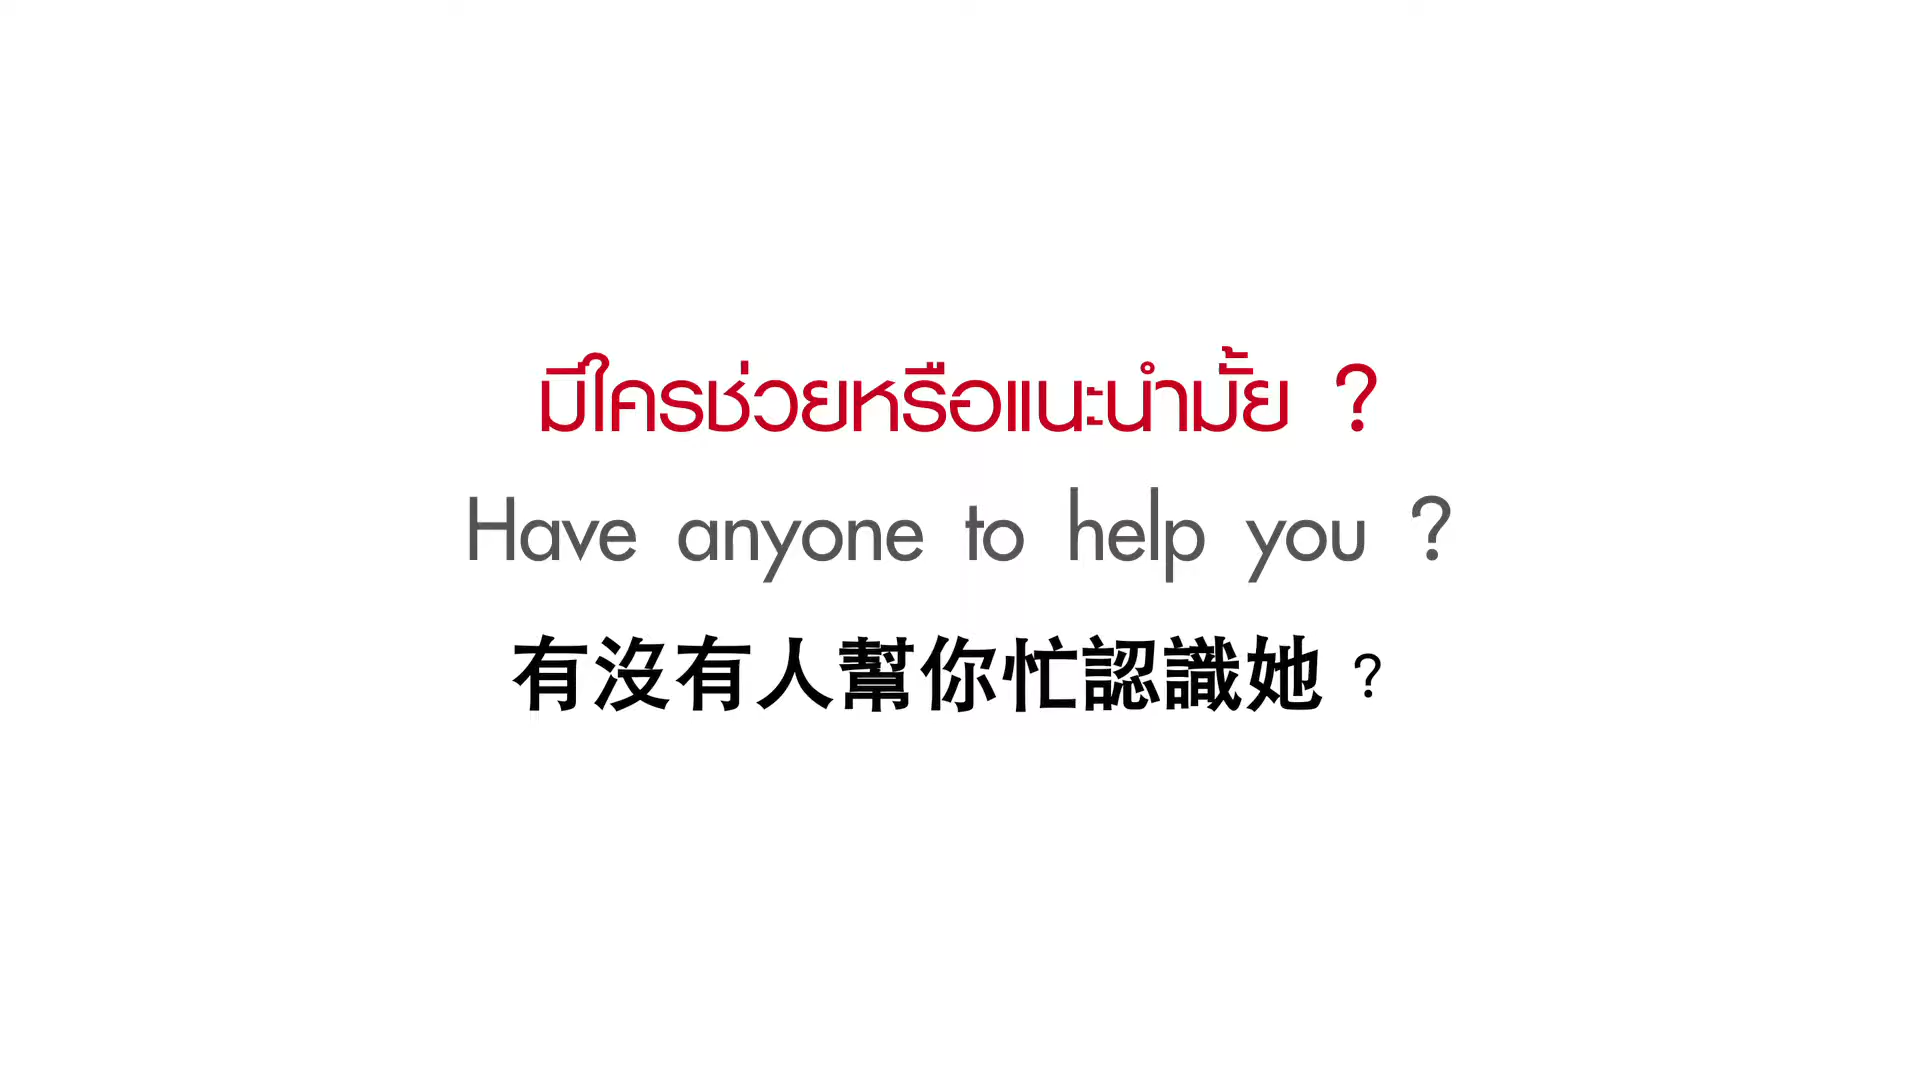 มีใครช่วยหรือแนะนำมั้ย ?
Have anyone to help you ?
有沒有人幫你忙認識她 ?